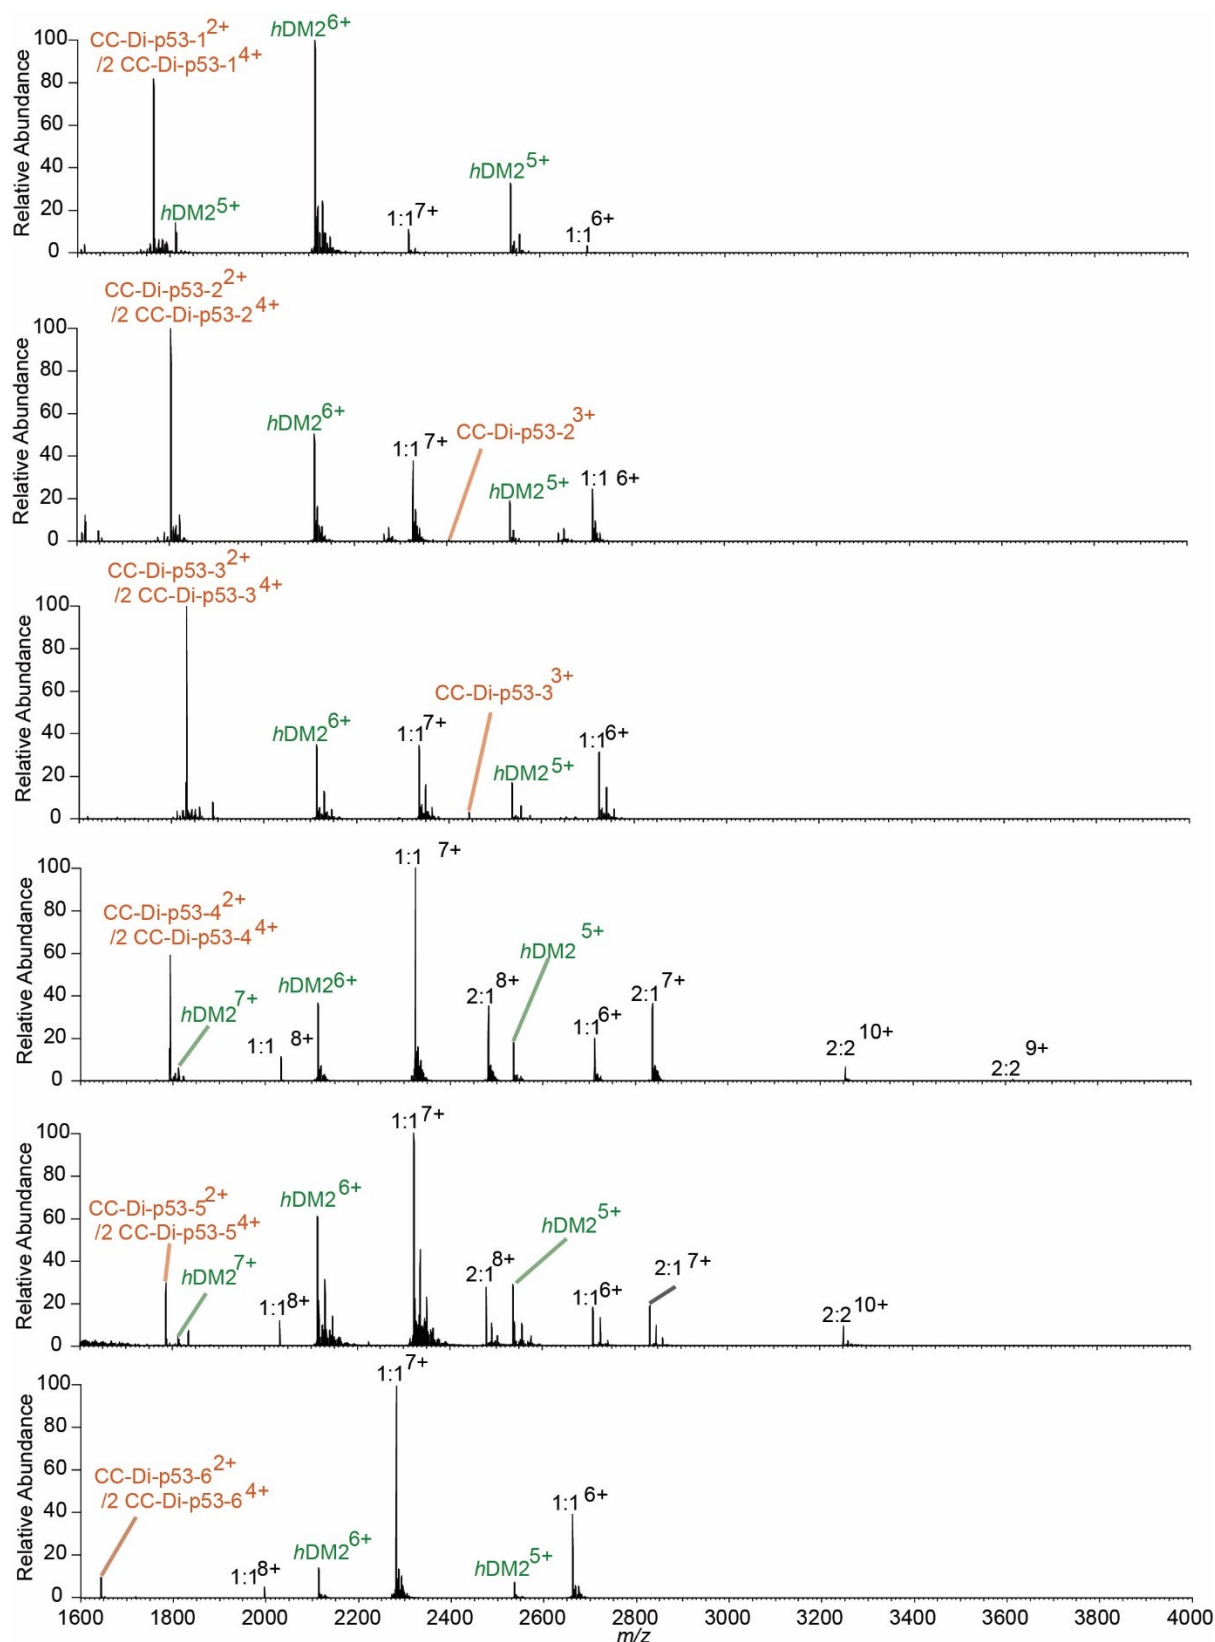 CC-Di-p53-1 2+
/2 CC-Di-p53-1 4+
hDM2 6+
hDM2 5+
1:1 7+
hDM2 5+
1:1 6+
Relative Abundance
100
80
60
40
20
0
CC-Di-p53-2 2+
/2 CC-Di-p53-2 4+
hDM2 6+
1:1 7+
CC-Di-p53-2 3+
hDM2 5+
1:1 6+
Relative Abundance
100
80
60
40
20
0
CC-Di-p53-3 2+
/2 CC-Di-p53-3 4+
hDM2 6+
1:1 7+
CC-Di-p53-3 3+
hDM2 5+
1:1 6+
Relative Abundance
100
80
60
40
20
0
CC-Di-p53-4 2+
/2 CC-Di-p53-4 4+
hDM2 7+
1:1 8+
hDM2 6+
1:1 7+
2:1 8+
hDM2 5+
1:1 6+
2:1 7+
2:2 10+
2:2 9+
Relative Abundance
100
80
60
40
20
0
CC-Di-p53-5 2+
/2 CC-Di-p53-5 4+
hDM2 7+
1:1 8+
hDM2 6+
1:1 7+
2:1 8+
hDM2 5+
1:1 6+
2:1 7+
2:2 10+
Relative Abundance
100
80
60
40
20
0
CC-Di-p53-6 2+
/2 CC-Di-p53-6 4+
1:1 8+
hDM2 6+
1:1 7+
hDM2 5+
1:1 6+
Relative Abundance
100
80
60
40
20
0
1600 1800 2000 2200 2400 2600 2800 3000 3200 3400 3600 3800 4000
m/z